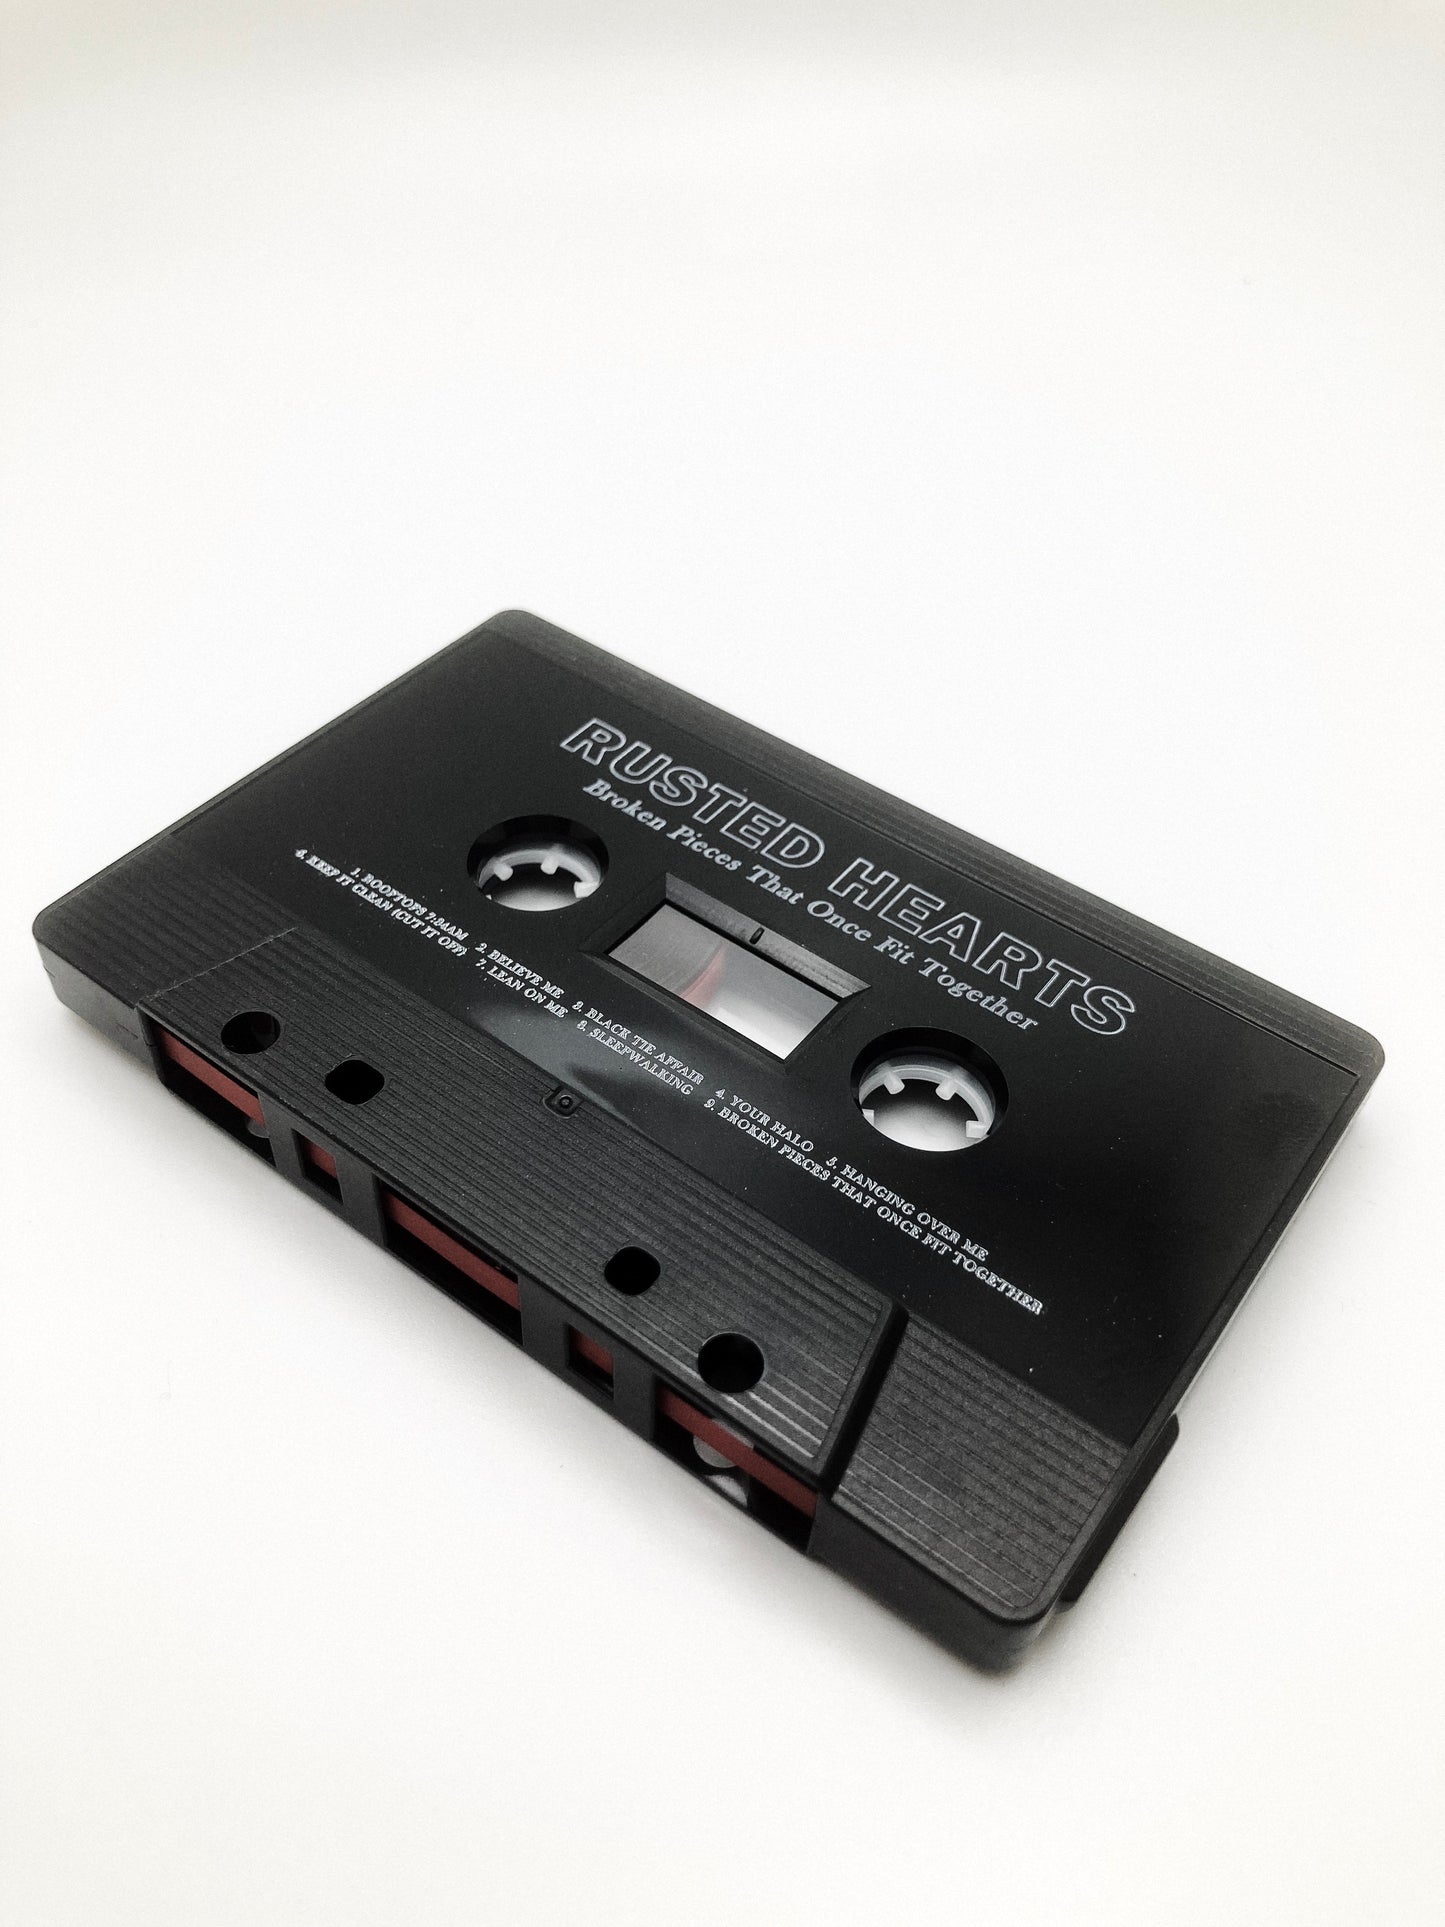 RUSTED HEARTS
Broken Pieces That Once Fit Together
1. ROOFTOPS 7:34AM 2. BELIEVE ME 3. BLACK TIE AFFAIR 4. YOUR HALO 5. HANGING OVER ME
6. KEEP IT CLEAN (CUT IT OFF) 7. LEAN ON ME 8. SLEEPWALKING 9. BROKEN PIECES THAT ONCE FIT TOGETHER